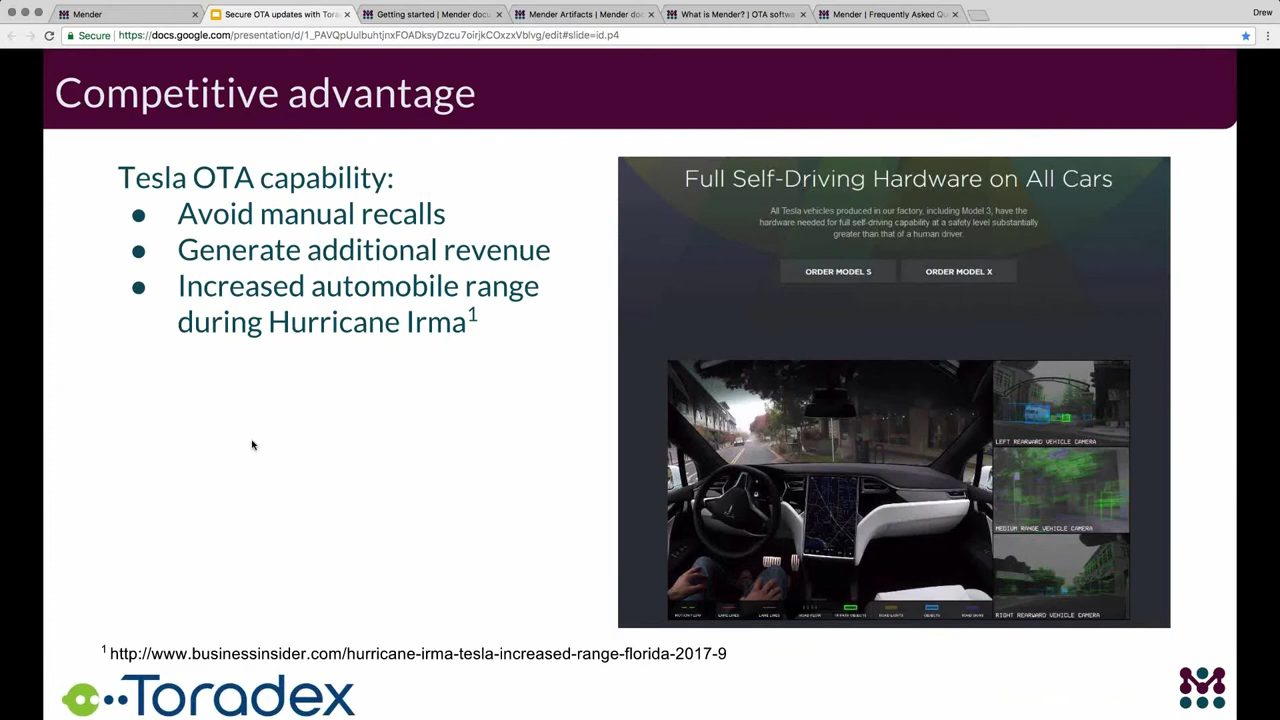 Mender
Secure OTA updates with Tora
Getting started | Mender docu
Mender Artifacts | Mender do
What is Mender? | OTA softwa
Mender | Frequently Asked Qu
Drew
Secure
https://docs.google.com/presentation/d/1_PAVQpUulbuhtjnxFOADksyDzcu7oirjkCOxzxVblvg/edit#slide=id.p4
Competitive advantage
Tesla OTA capability:
● Avoid manual recalls
● Generate additional revenue
● Increased automobile range
during Hurricane Irma1
Full Self-Driving Hardware on All Cars
All Tesla vehicles produced in our factory, including Model 3, have the
hardware needed for full self-driving capability at a safety level substantially
greater than that of a human driver.
ORDER MODEL S
ORDER MODEL X
LEFT REARWARD VEHICLE CAMERA
MEDIUM RANGE VEHICLE CAMERA
RIGHT REARWARD VEHICLE CAMERA
1 http://www.businessinsider.com/hurricane-irma-tesla-increased-range-florida-2017-9
Toradex